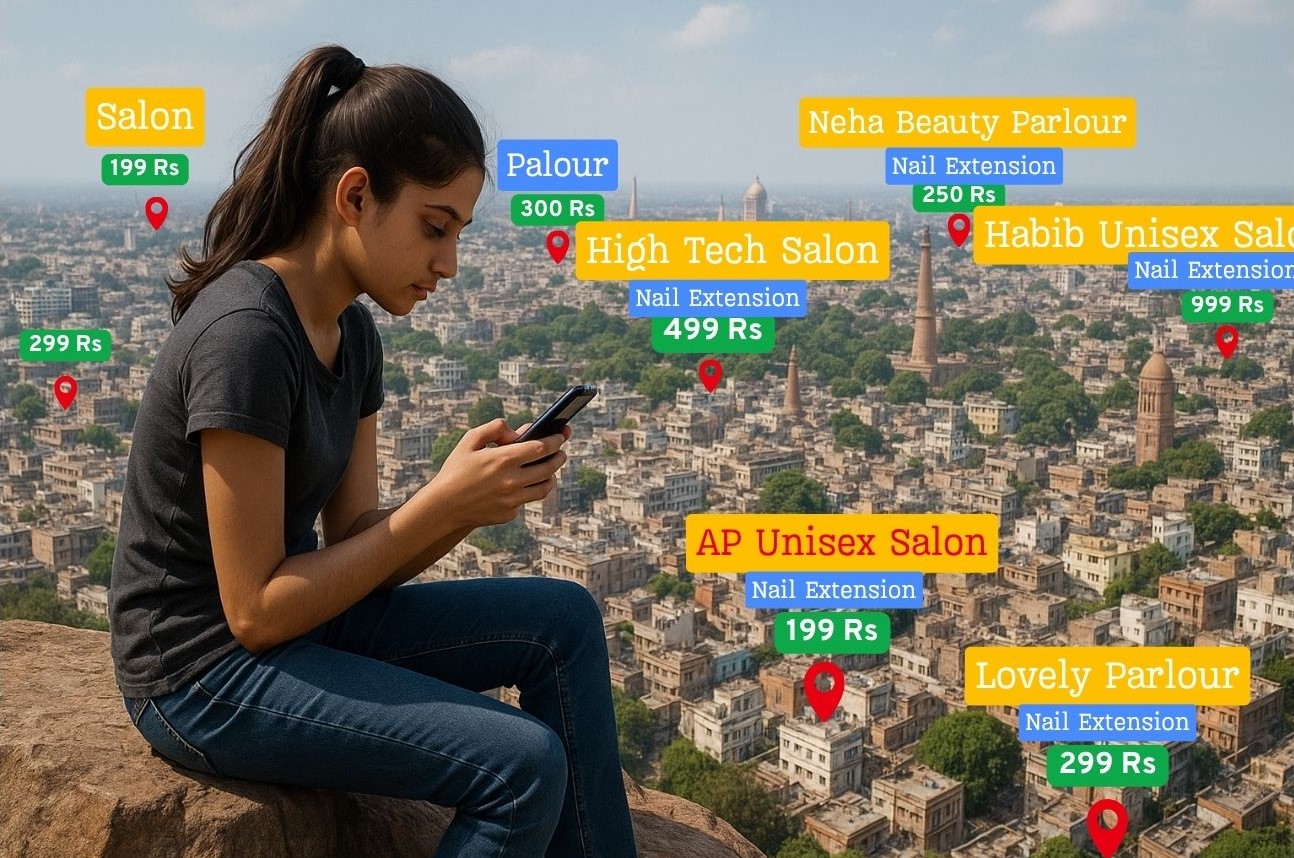 Salon
199 Rs
299 Rs
Palour
300 Rs
High Tech Salon
Nail Extension
499 Rs
Neha Beauty Parlour
Nail Extension
250 Rs
Habib Unisex Salo
Nail Extension
999 Rs
AP Unisex Salon
Nail Extension
199 Rs
Lovely Parlour
Nail Extension
299 Rs